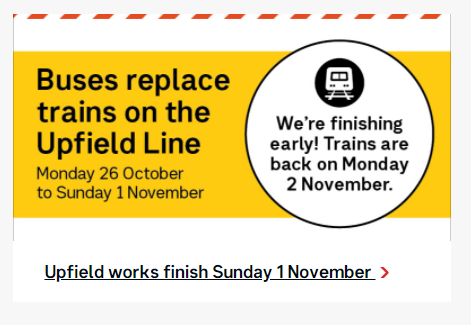 Buses replace
trains on the
Upfield Line
Monday 26 October
to Sunday 1 November
We're finishing
early! Trains are
back on Monday
2 November.
Upfield works finish Sunday 1 November